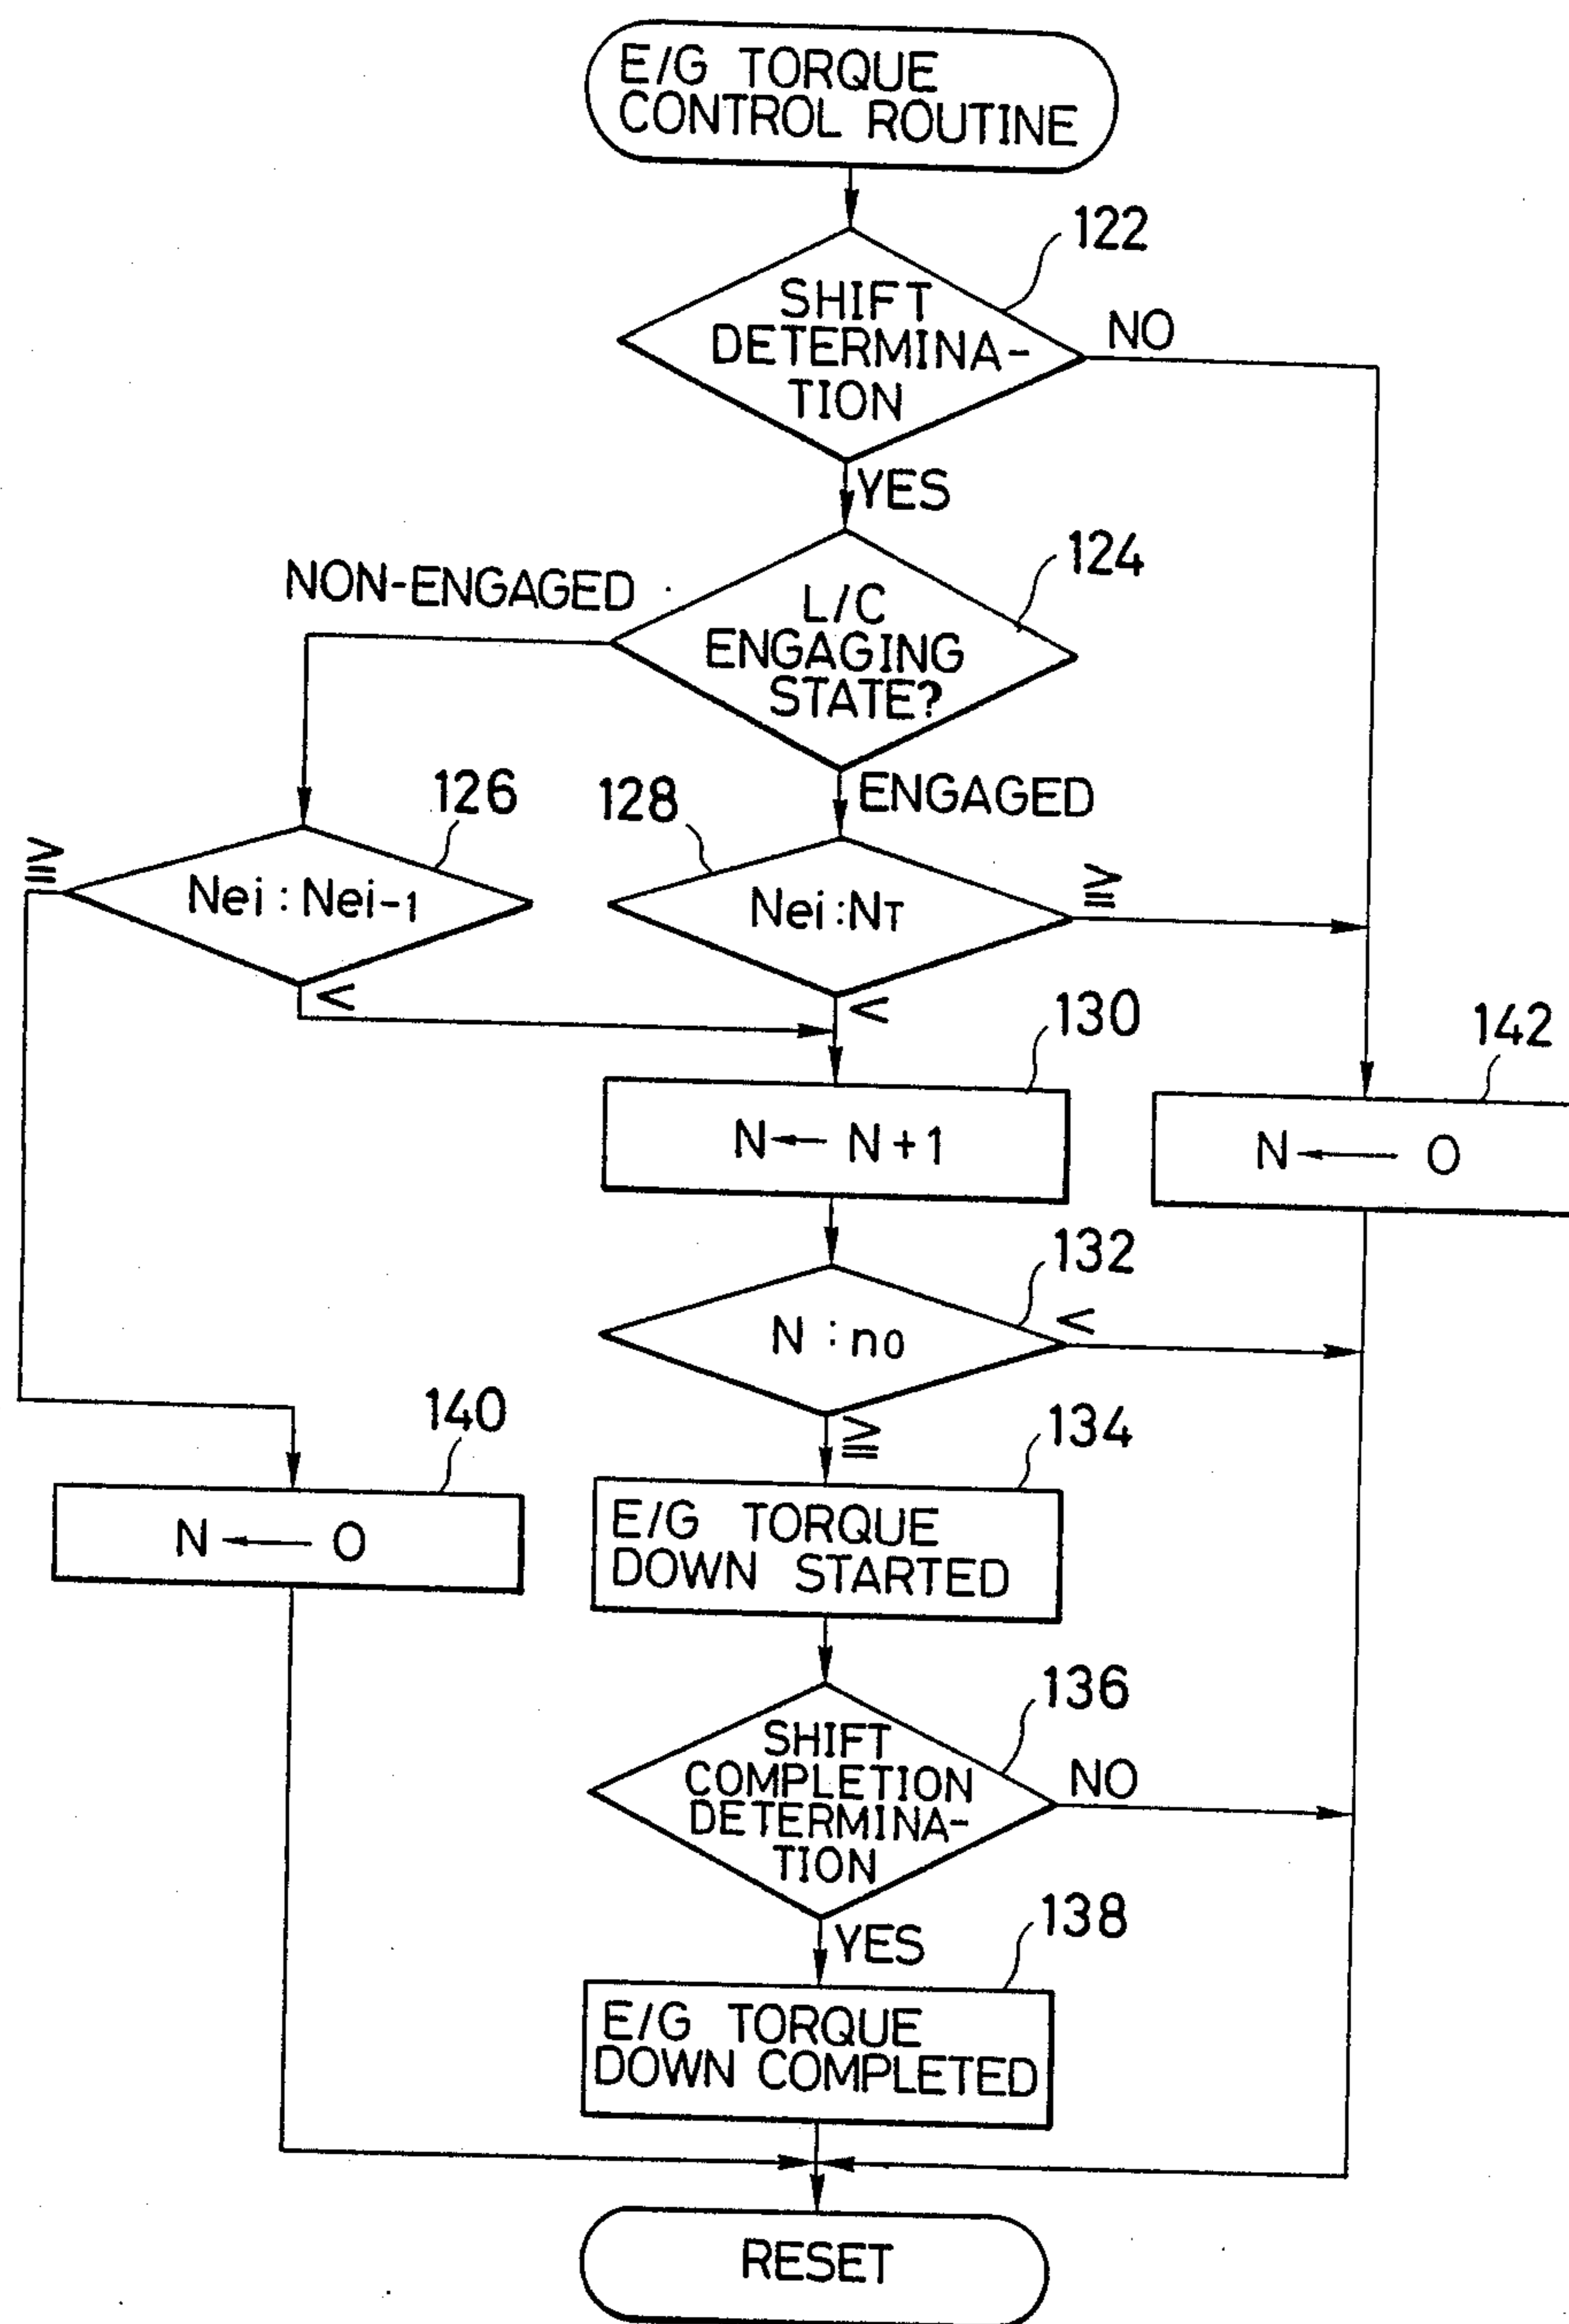 E/G TORQUE
CONTROL ROUTINE
122
SHIFT
DETERMINA-
TION
NO
YES
124
NON-ENGAGED
L/C
ENGAGING
STATE?
ENGAGED
126
128
≧
Nei : Nei-1
Nei : NT
≧
<
<
130
142
N ← N+1
N ← 0
132
N : no
<
≧
140
134
N ← 0
E/G TORQUE
DOWN STARTED
136
SHIFT
COMPLETION
DETERMINA-
TION
NO
YES
138
E/G TORQUE
DOWN COMPLETED
RESET